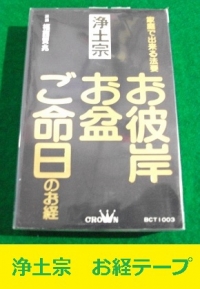 家庭で出来る法要
浄土宗
お彼岸
お盆
ご命日のお経
CROWN
BCT1003
浄土宗 お経テープ